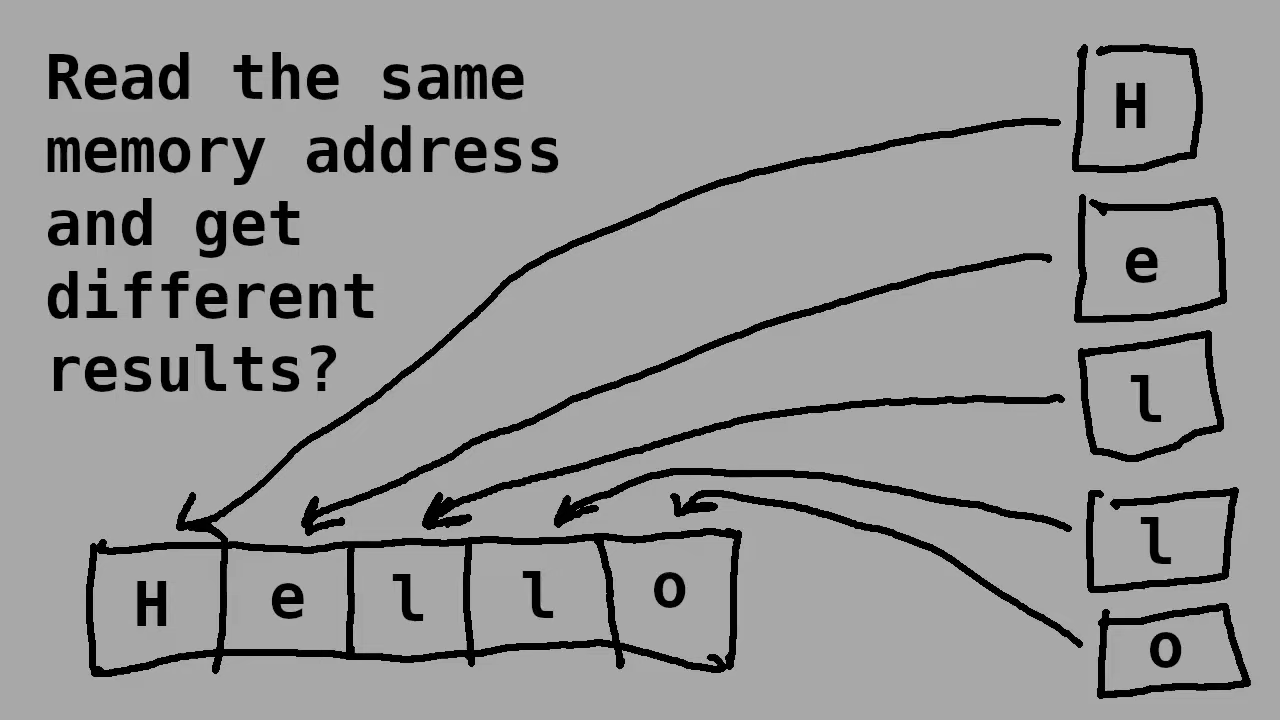 Read the same
memory address
and get
different
results?
H
e
l
l
o
H e l l o